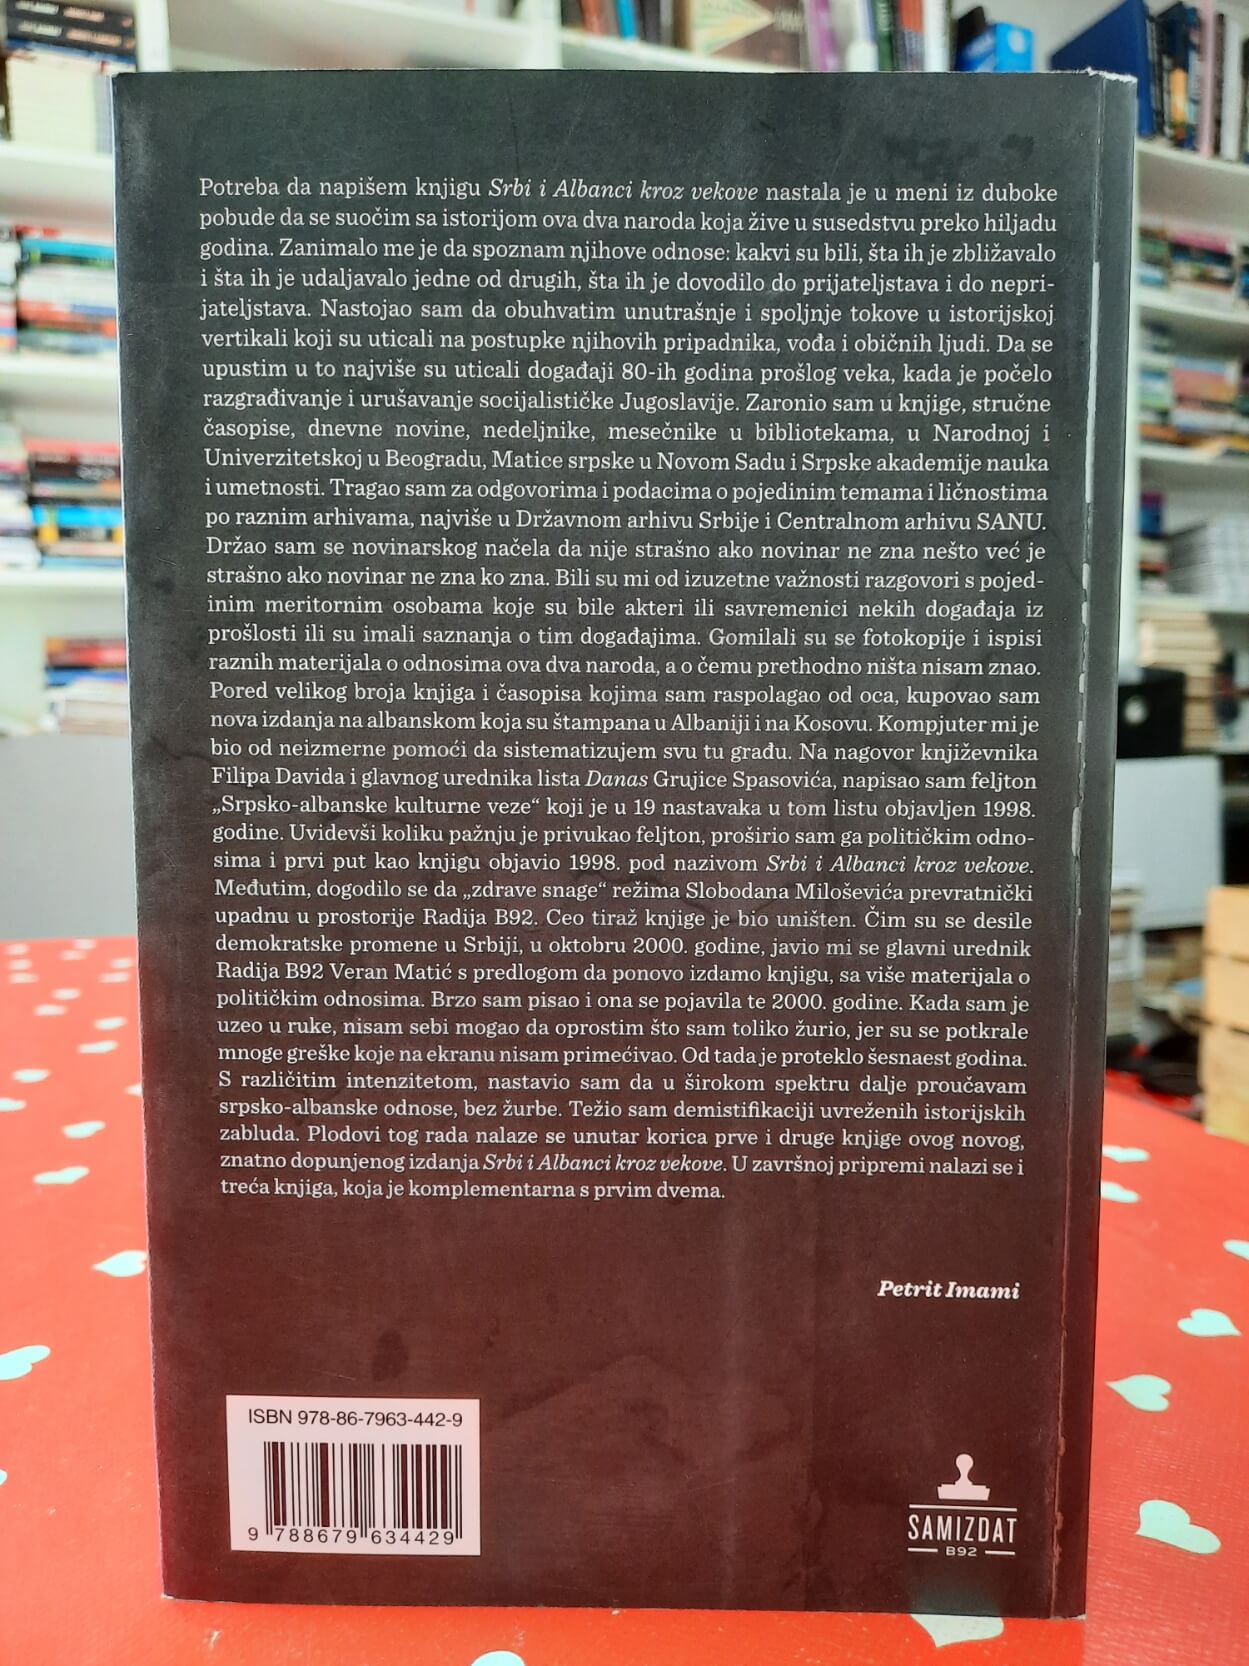 Potreba da napišem knjigu Srbi i Albanci kroz vekove nastala je u meni iz duboke
pobude da se suočim sa istorijom ova dva naroda koja žive u susedstvu preko hiljadu
godina. Zanimalo me je da spoznam njihove odnose: kakvi su bili, šta ih je zbližavalo
i šta ih je udaljavalo jedne od drugih, šta ih je dovodilo do prijateljstava i do nepri-
jateljstava. Nastojao sam da obuhvatim unutrašnje i spoljnje tokove u istorijskoj
vertikali koji su uticali na postupke njihovih pripadnika, vođa i običnih ljudi. Da se
upustim u to najviše su uticali događaji 80-ih godina prošlog veka, kada je počelo
razgrađivanje i urušavanje socijalističke Jugoslavije. Zaronio sam u knjige, stručne
časopise, dnevne novine, nedeljnike, mesečnike u bibliotekama, u Narodnoj i
Univerzitetskoj u Beogradu, Matice srpske u Novom Sadu i Srpske akademije nauka
i umetnosti. Tragao sam za odgovorima i podacima o pojedinim temama i ličnostima
po raznim arhivama, najviše u Državnom arhivu Srbije i Centralnom arhivu SANU.
Držao sam se novinarskog načela da nije strašno ako novinar ne zna nešto već je
strašno ako novinar ne zna ko zna. Bili su mi od izuzetne važnosti razgovori s pojed-
inim meritornim osobama koje su bile akteri ili savremenici nekih događaja iz
prošlosti ili su imali saznanja o tim događajima. Gomilali su se fotokopije i ispisi
raznih materijala o odnosima ova dva naroda, a o čemu prethodno ništa nisam znao.
Pored velikog broja knjiga i časopisa kojima sam raspolagao od oca, kupovao sam
nova izdanja na albanskom koja su štampana u Albaniji i na Kosovu. Kompjuter mi je
bio od neizmerne pomoći da sistematizujem svu tu građu. Na nagovor književnika
Filipa Davida i glavnog urednika lista Danas Grujice Spasovića, napisao sam feljton
„Srpsko-albanske kulturne veze“ koji je u 19 nastavaka u tom listu objavljen 1998.
godine. Uvidevši koliku pažnju je privukao feljton, proširio sam ga političkim odno-
sima i prvi put kao knjigu objavio 1998. pod nazivom Srbi i Albanci kroz vekove.
Međutim, dogodilo se da „zdrave snage“ režima Slobodana Miloševića prevratnički
upadnu u prostorije Radija B92. Ceo tiraž knjige je bio uništen. Čim su se desile
demokratske promene u Srbiji, u oktobru 2000. godine, javio mi se glavni urednik
Radija B92 Veran Matić s predlogom da ponovo izdamo knjigu, sa više materijala o
političkim odnosima. Brzo sam pisao i ona se pojavila te 2000. godine. Kada sam je
uzeo u ruke, nisam sebi mogao da oprostim što sam toliko žurio, jer su se potkrale
mnoge greške koje na ekranu nisam primećivao. Od tada je proteklo šesnaest godina.
S različitim intenzitetom, nastavio sam da u širokom spektru dalje proučavam
srpsko-albanske odnose, bez žurbe. Težio sam demistifikaciji uvreženih istorijskih
zabluda. Plodovi tog rada nalaze se unutar korica prve i druge knjige ovog novog,
znatno dopunjenog izdanja Srbi i Albanci kroz vekove. U završnoj pripremi nalazi se i
treća knjiga, koja je komplementarna s prvim dvema.
Petrit Imami
ISBN 978-86-7963-442-9
9 788679 634429
SAMIZDAT
B92